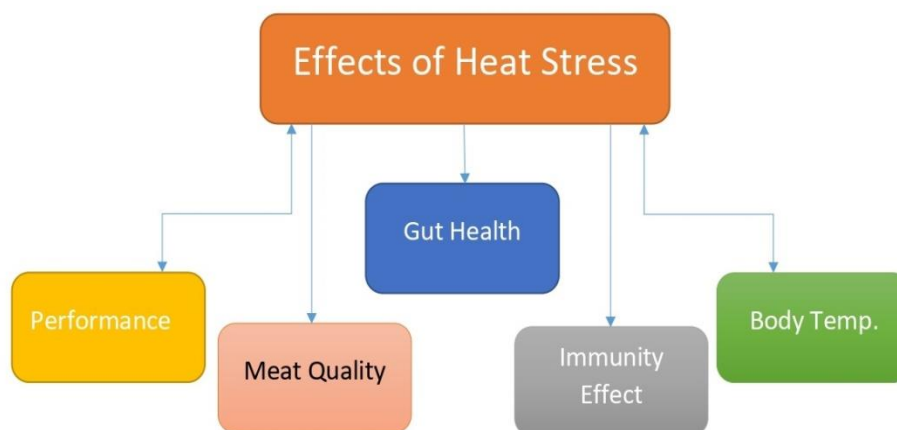 Effects of Heat Stress
Gut Health
Performance
Body Temp.
Meat Quality
Immunity
Effect